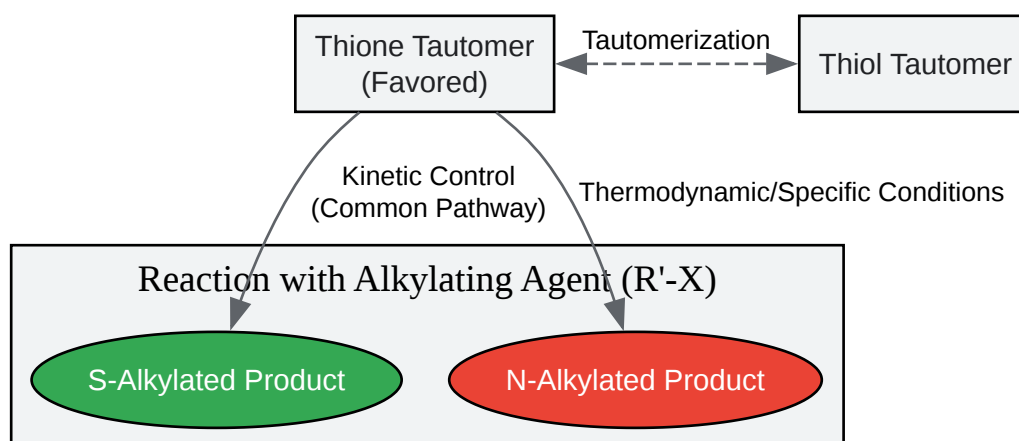 Thione Tautomer
(Favored)
Tautomerization
Thiol Tautomer
Kinetic Control
(Common Pathway)
Thermodynamic/Specific Conditions
Reaction with Alkylating Agent (R'-X)
S-Alkylated Product
N-Alkylated Product